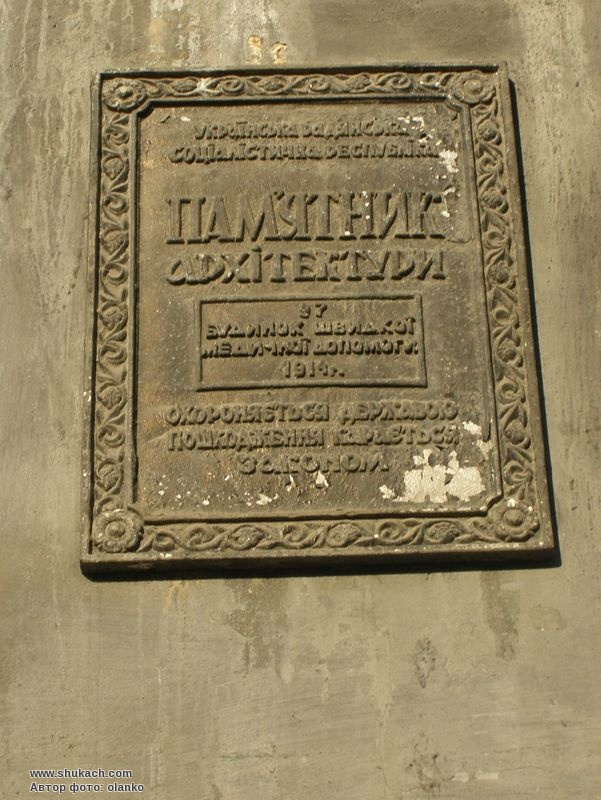 УКРАЇНСЬКА РАДЯНСЬКА
СОЦІАЛІСТИЧНА РЕСПУБЛІКА
ПАМ'ЯТНИК
АРХІТЕКТУРИ
27
БУДИНОК ШВИДКОЇ
МЕДИЧНОЇ ДОПОМОГИ
1914 г.
ОХОРОНЯЄТЬСЯ ДЕРЖАВОЮ
ПОШКОДЖЕННЯ КАРАЄТЬСЯ
ЗАКОНОМ
www.shukach.com
Автор фото: olanko